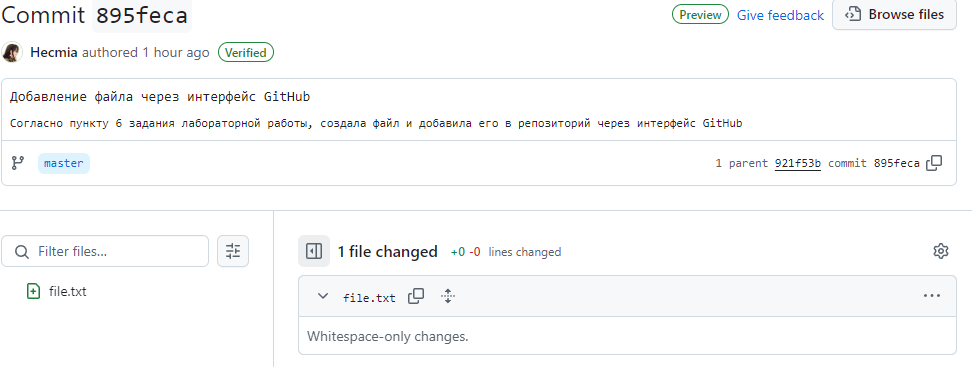 Commit 895feca
Preview Give feedback Browse files
Hecmia authored 1 hour ago Verified
Добавление файла через интерфейс GitHub
Согласно пункту 6 задания лабораторной работы, создала файл и добавила его в репозиторий через интерфейс GitHub
master 1 parent 921f53b commit 895feca
Filter files...
file.txt
1 file changed +0 -0 lines changed
file.txt
Whitespace-only changes.